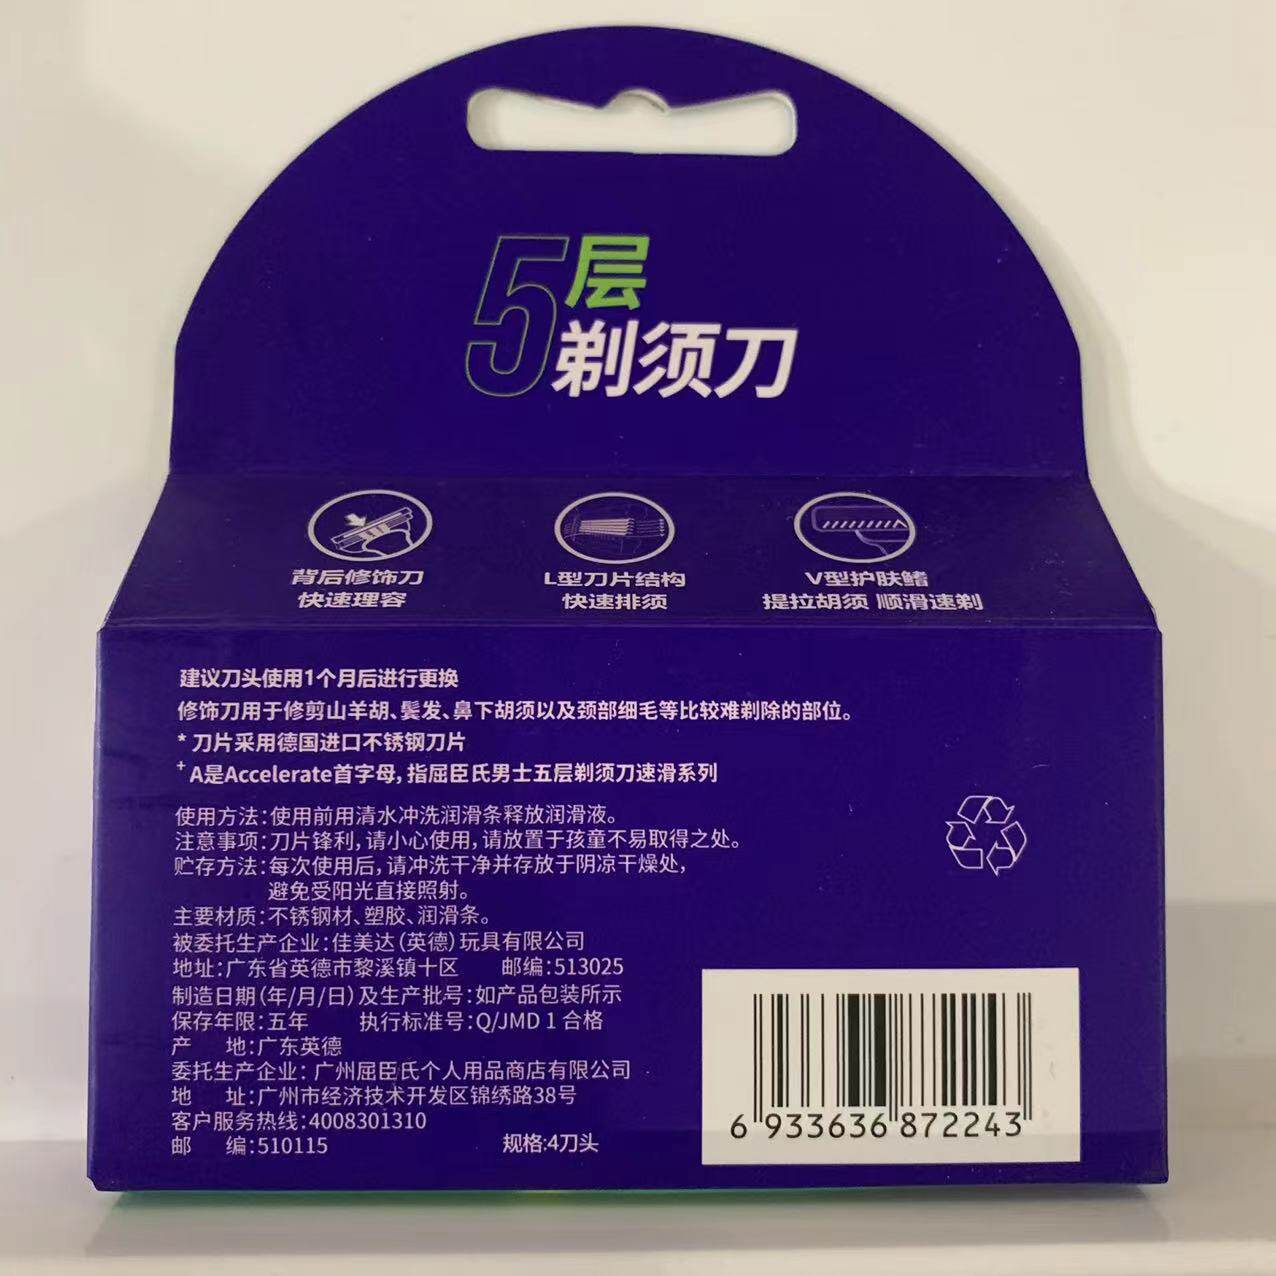 5层
剃须刀
背后修饰刀
快速理容
L型刀片结构
快速排须
V型护肤鳍
提拉胡须 顺滑速剃
建议刀头使用1个月后进行更换
修饰刀用于修剪山羊胡、鬓发、鼻下胡须以及颈部细毛等比较难剃除的部位。
* 刀片采用德国进口不锈钢刀片
+ A是Accelerate首字母,指屈臣氏男士五层剃须刀速滑系列
使用方法:使用前用清水冲洗润滑条释放润滑液。
注意事项:刀片锋利,请小心使用,请放置于孩童不易取得之处。
贮存方法:每次使用后,请冲洗干净并存放于阴凉干燥处,
避免受阳光直接照射。
主要材质:不锈钢材、塑胶、润滑条。
被委托生产企业:佳美达(英德)玩具有限公司
地址:广东省英德市黎溪镇十区 邮编:513025
制造日期(年/月/日)及生产批号:如产品包装所示
保存年限:五年 执行标准号:Q/JMD 1 合格
产 地:广东英德
委托生产企业: 广州屈臣氏个人用品商店有限公司
地 址:广州市经济技术开发区锦绣路38号
客户服务热线:4008301310
邮 编:510115 规格:4刀头
6 933636 872243